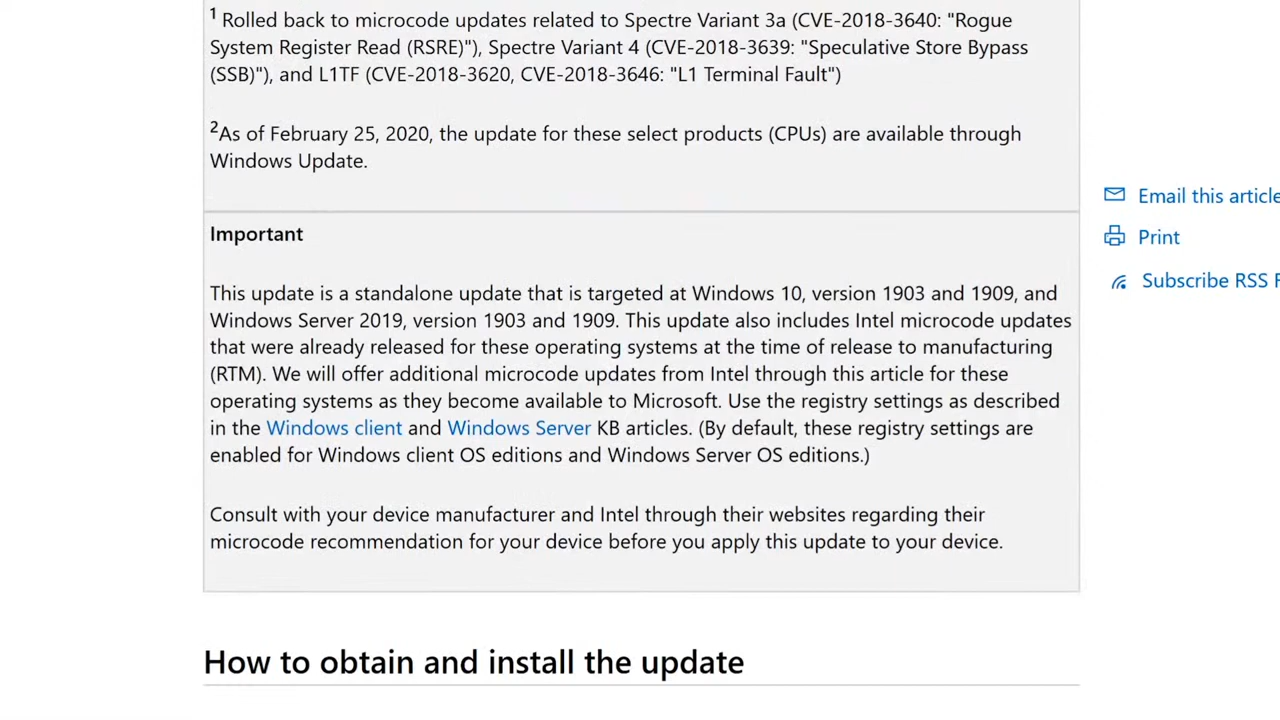 1 Rolled back to microcode updates related to Spectre Variant 3a (CVE-2018-3640: "Rogue
System Register Read (RSRE)"), Spectre Variant 4 (CVE-2018-3639: "Speculative Store Bypass
(SSB)"), and L1TF (CVE-2018-3620, CVE-2018-3646: "L1 Terminal Fault")
2As of February 25, 2020, the update for these select products (CPUs) are available through
Windows Update.
Important
This update is a standalone update that is targeted at Windows 10, version 1903 and 1909, and
Windows Server 2019, version 1903 and 1909. This update also includes Intel microcode updates
that were already released for these operating systems at the time of release to manufacturing
(RTM). We will offer additional microcode updates from Intel through this article for these
operating systems as they become available to Microsoft. Use the registry settings as described
in the Windows client and Windows Server KB articles. (By default, these registry settings are
enabled for Windows client OS editions and Windows Server OS editions.)
Consult with your device manufacturer and Intel through their websites regarding their
microcode recommendation for your device before you apply this update to your device.
How to obtain and install the update
Email this article
Print
Subscribe RSS F